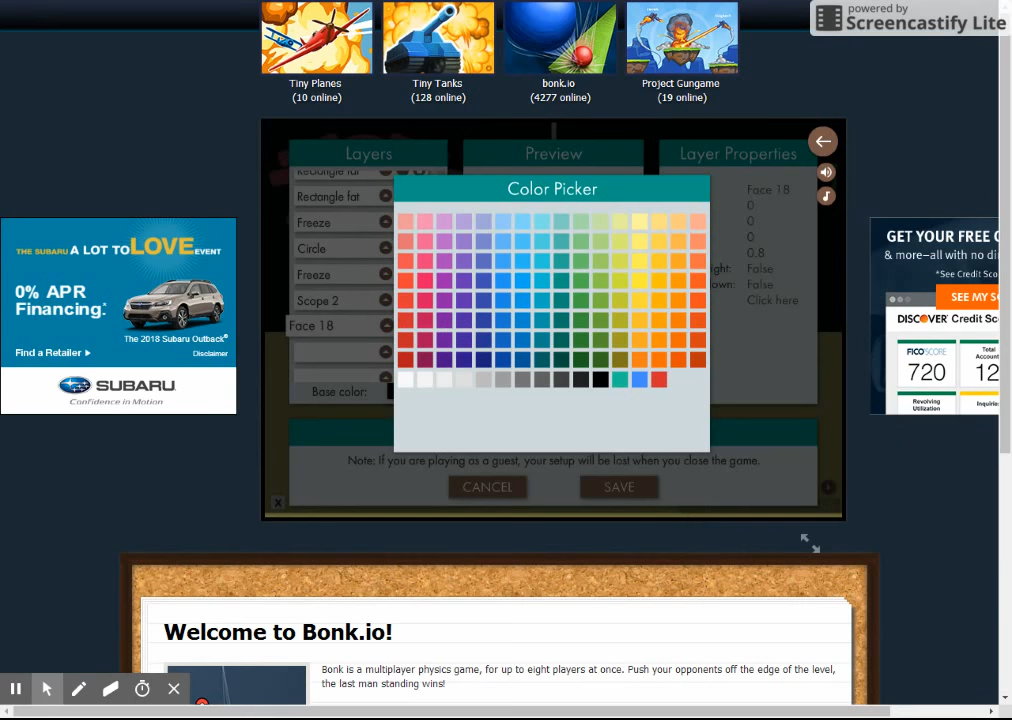 powered by
Screencastify Lite
Tiny Planes
(10 online)
Tiny Tanks
(128 online)
bonk.io
(4277 online)
Project Gungame
(19 online)
Layers
Preview
Layer Properties
Color Picker
Rectangle fat
Rectangle fat
Freeze
Circle
Freeze
Scope 2
Face 18
Base color:
Face 18
0
0
0
0.8
False
False
Click here
Note: If you are playing as a guest, your setup will be lost when you close the game.
CANCEL
SAVE
THE SUBARU A LOT TO LOVE EVENT
0% APR
Financing.*
The 2018 Subaru Outback®
Find a Retailer
Disclaimer
SUBARU
Confidence in Motion
GET YOUR FREE
& more–all with no
*See Credit
SEE MY
DISCOVER Credit
FICO SCORE
720
Total
12
Revolving
Utilization
Welcome to Bonk.io!
Bonk is a multiplayer physics game, for up to eight players at once. Push your opponents off the edge of the level,
the last man standing wins!